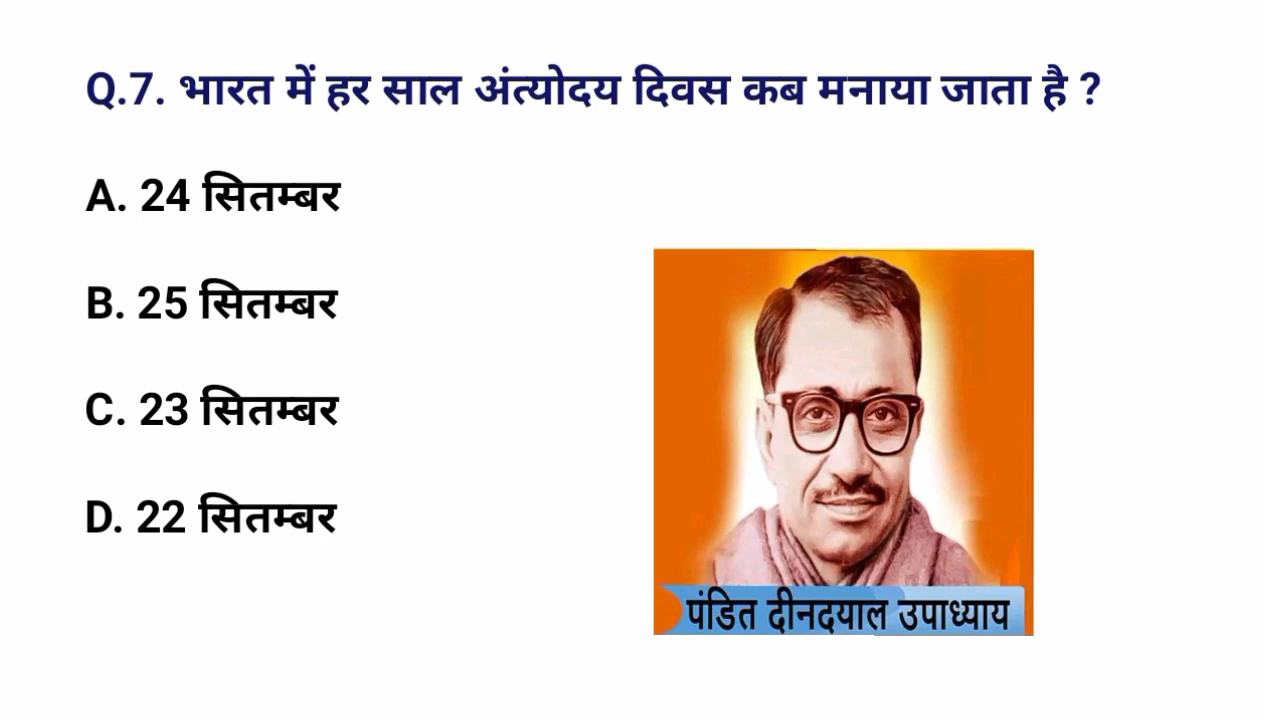 Q.7. भारत में हर साल अंत्योदय दिवस कब मनाया जाता है ?
A. 24 सितम्बर
B. 25 सितम्बर
C. 23 सितम्बर
D. 22 सितम्बर
पंडित दीनदयाल उपाध्याय